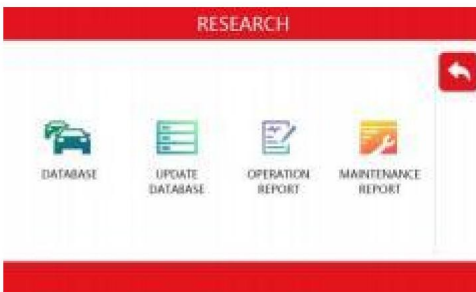 RESEARCH
DATABASE
UPDATE
DATABASE
OPERATION
REPORT
MAINTENANCE
REPORT